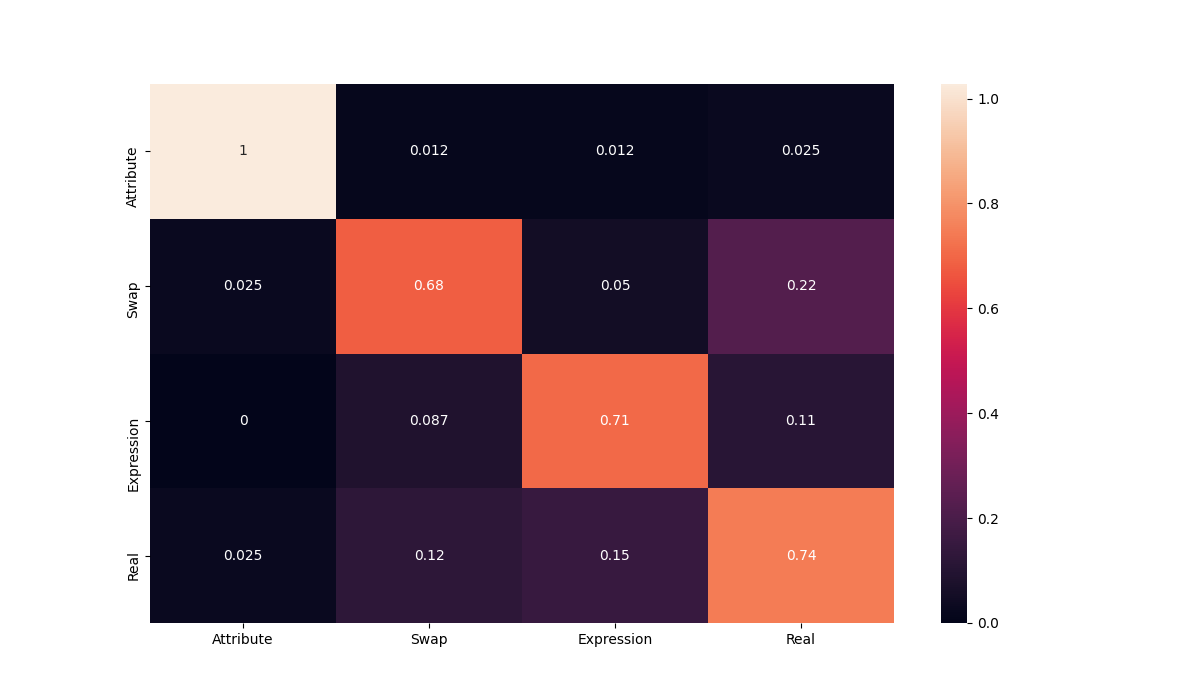 1.0
Attribute 1 0.012 0.012 0.025
0.8
Swap 0.025 0.68 0.05 0.22
0.6
0.4
Expression 0 0.087 0.71 0.11
0.2
Real 0.025 0.12 0.15 0.74
0.0
Attribute Swap Expression Real